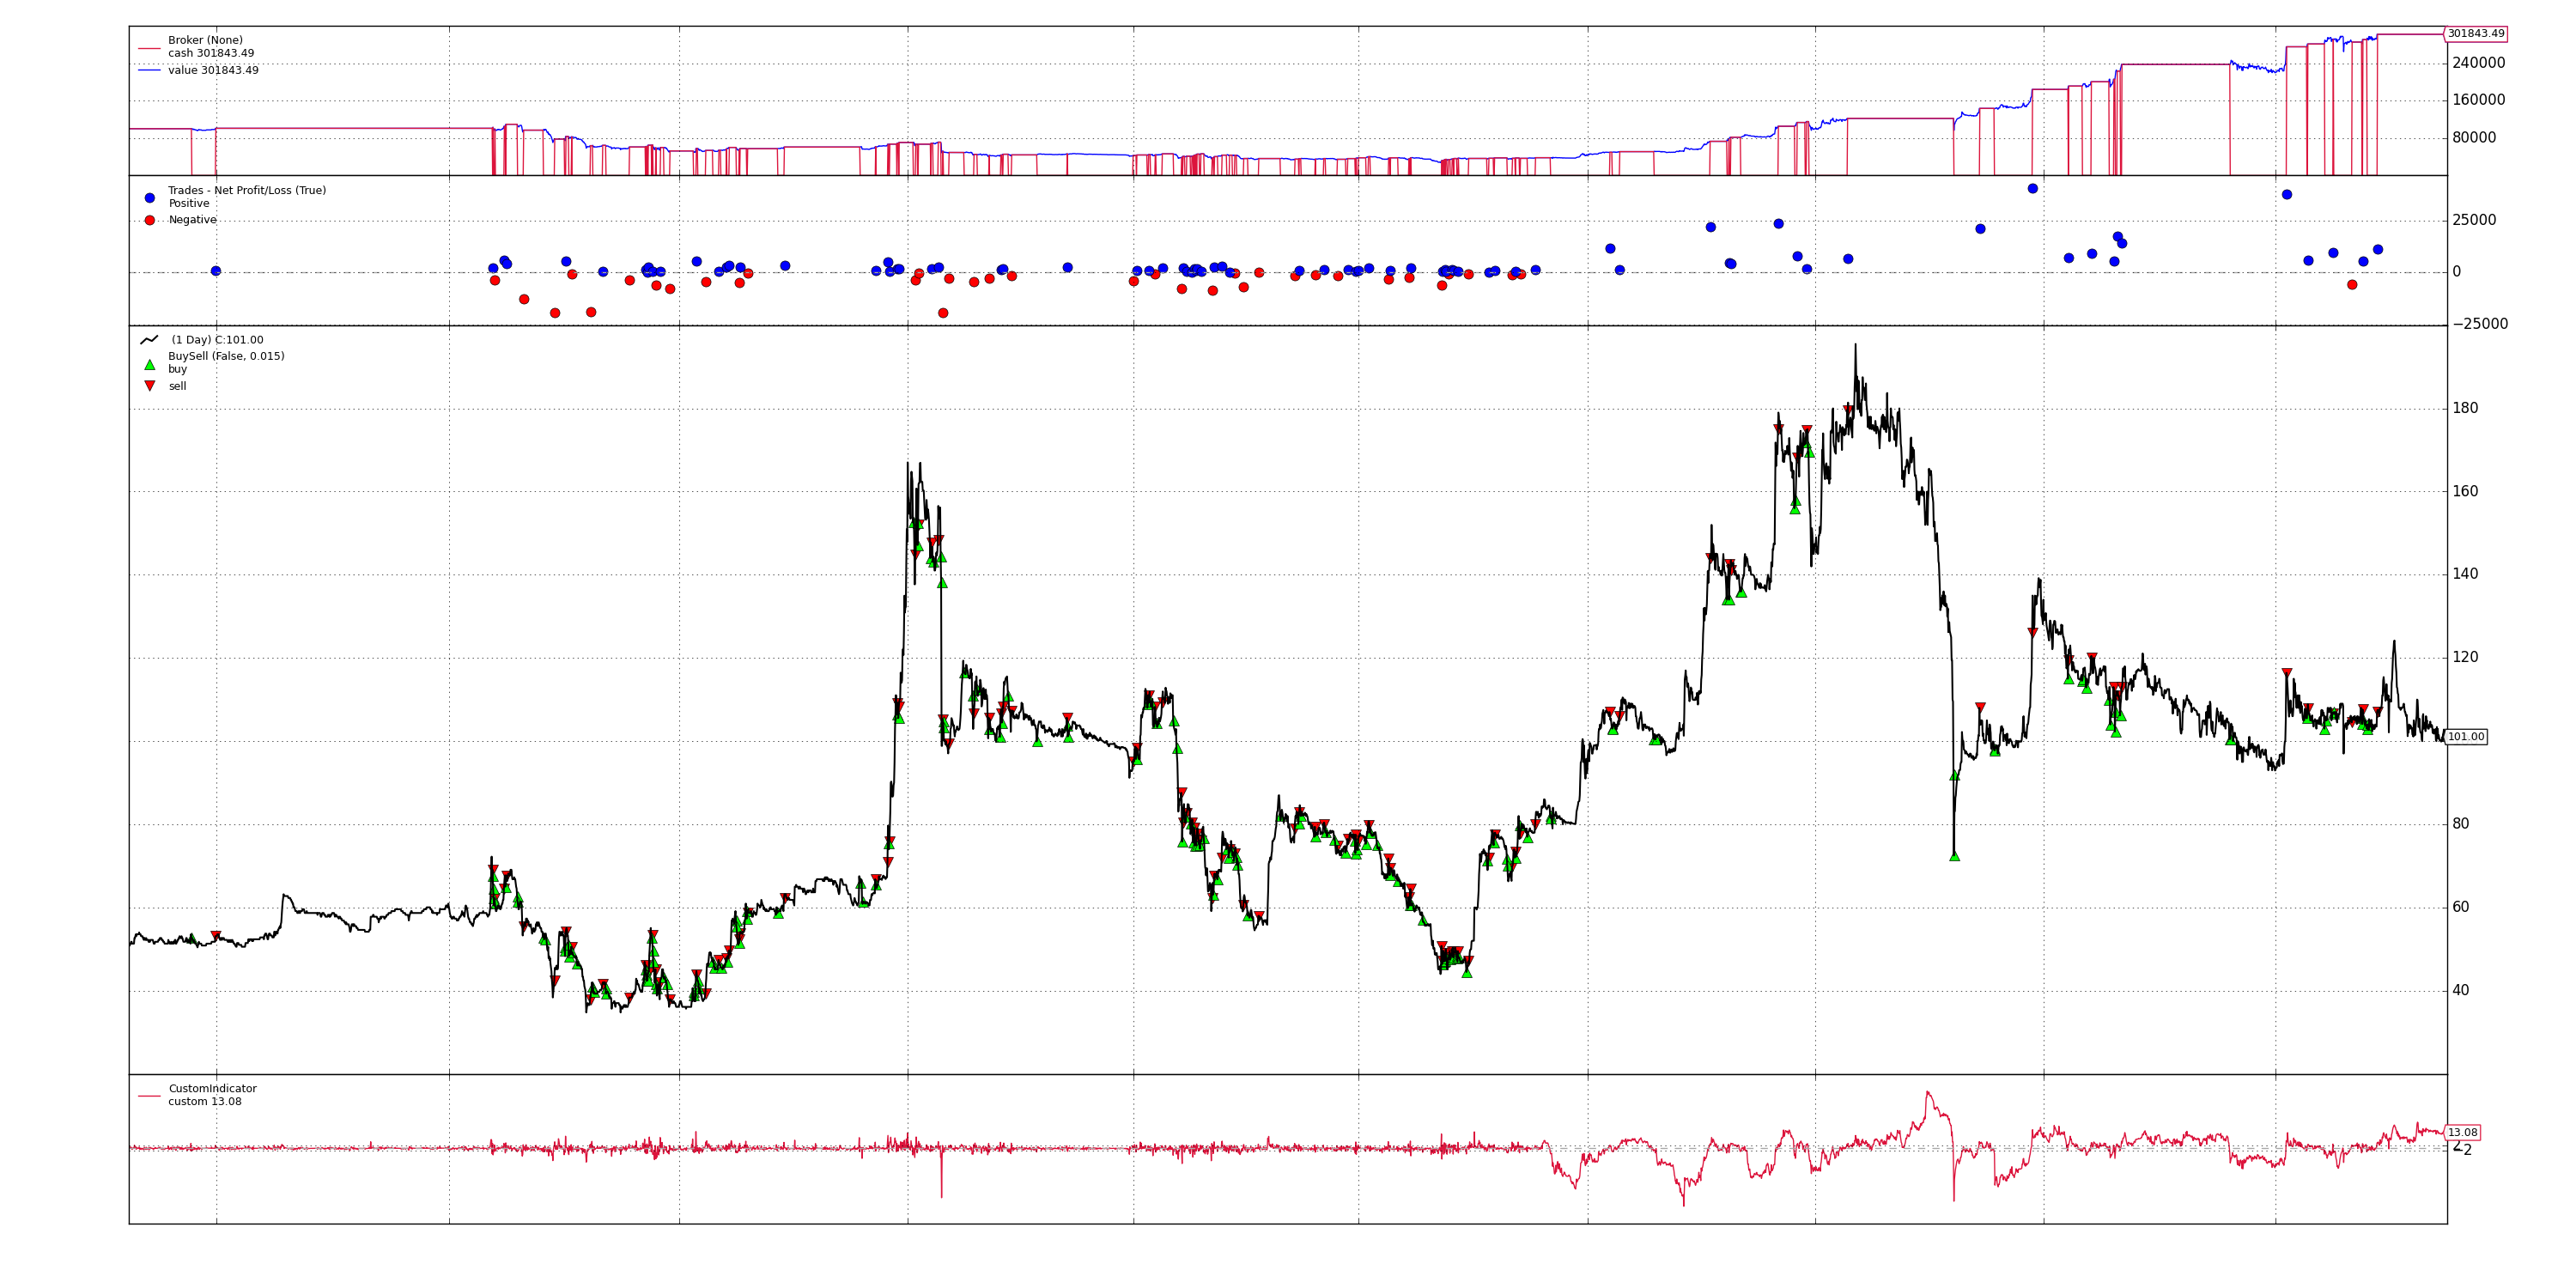 Broker (None)
cash 301843.49
value 301843.49
301843.49
240000
160000
80000
Trades - Net Profit/Loss (True)
Positive
Negative
25000
0
−25000
(1 Day) C:101.00
BuySell (False, 0.015)
buy
sell
180
160
140
120
101.00
80
60
40
CustomIndicator
custom 13.08
13.08
2
−2